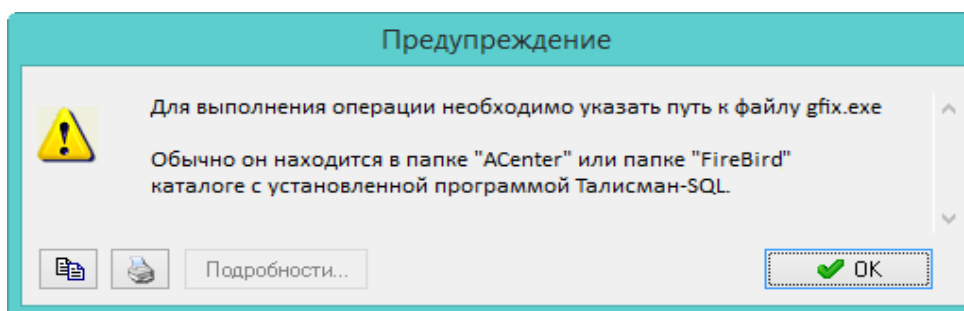 Предупреждение
Для выполнения операции необходимо указать путь к файлу gfix.exe
Обычно он находится в папке "ACenter" или папке "FireBird"
каталоге с установленной программой Талисман-SQL.
Подробности...
OK